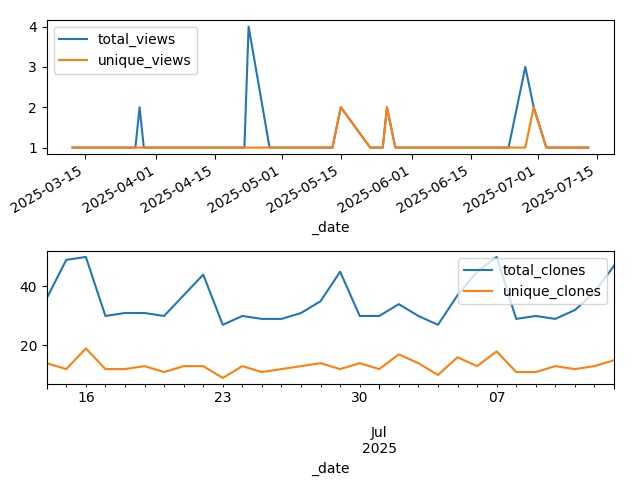 4
3
2
1
total_views
unique_views
2025-03-15
2025-04-01
2025-04-15
2025-05-01
2025-05-15
2025-06-01
2025-06-15
2025-07-01
2025-07-15
_date
40
20
total_clones
unique_clones
16
23
30
07
Jul
2025
_date